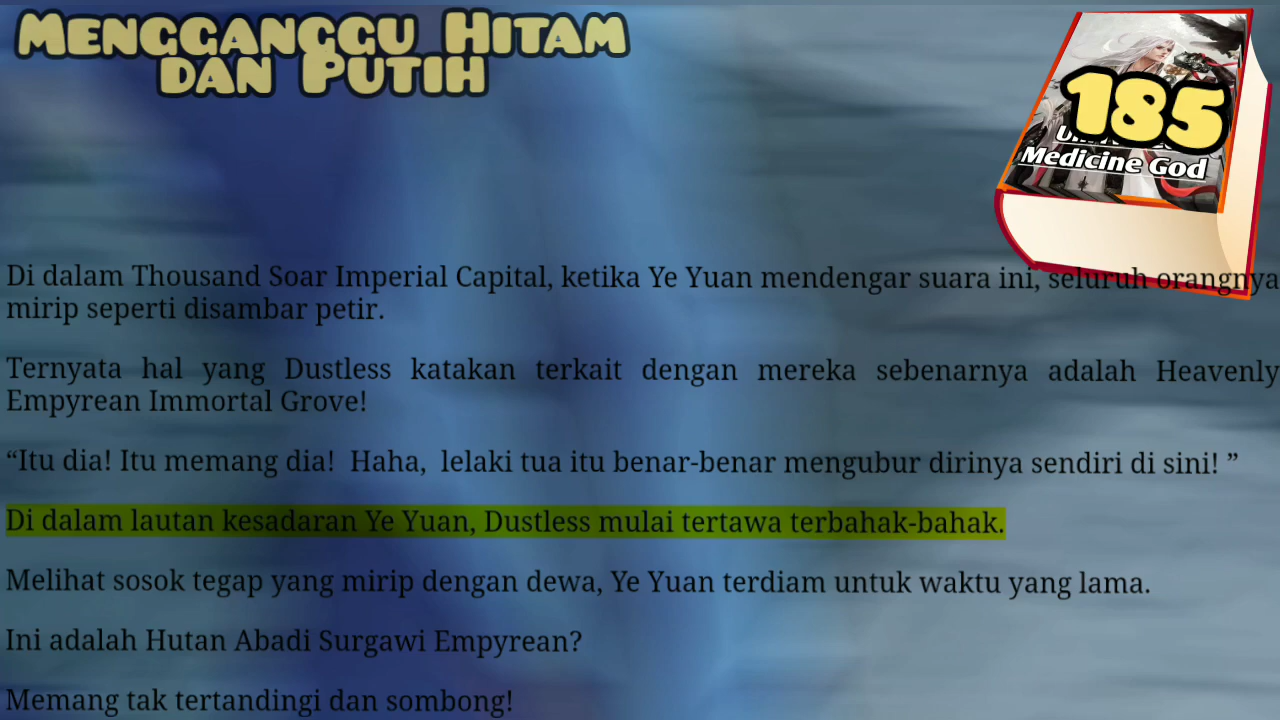 Mengganggu Hitam
dan Putih
185
Medicine God
Di dalam Thousand Soar Imperial Capital, ketika Ye Yuan mendengar suara ini, seluruh orangnya
mirip seperti disambar petir.
Ternyata hal yang Dustless katakan terkait dengan mereka sebenarnya adalah Heavenly
Empyrean Immortal Grove!
“Itu dia! Itu memang dia!  Haha,  lelaki tua itu benar-benar mengubur dirinya sendiri di sini! ”
Di dalam lautan kesadaran Ye Yuan, Dustless mulai tertawa terbahak-bahak.
Melihat sosok tegap yang mirip dengan dewa, Ye Yuan terdiam untuk waktu yang lama.
Ini adalah Hutan Abadi Surgawi Empyrean?
Memang tak tertandingi dan sombong!